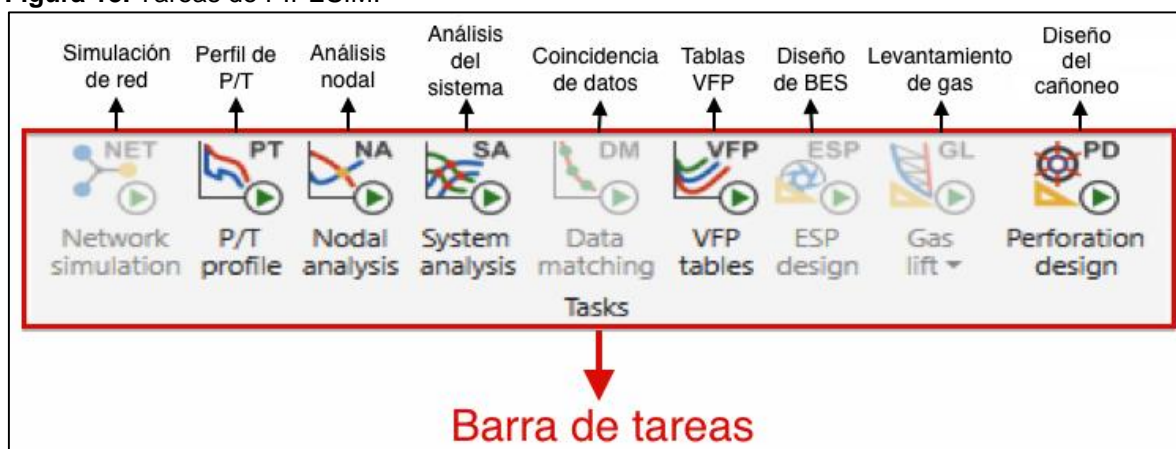 Figura
Tareas de PIPESIM.
Simulación
de red
Perfil de
P/T
Análisis
nodal
Análisis
del
sistema
Coincidencia
de datos
Tablas
VFP
Diseño
de BES
Levantamiento
de gas
Diseño
del
cañoneo
NET
PT
NA
SA
DM
VFP
ESP
GL
PD
Network
simulation
P/T
profile
Nodal
analysis
System
analysis
Data
matching
VFP
tables
ESP
design
Gas
lift
Perforation
design
Tasks
Barra de tareas